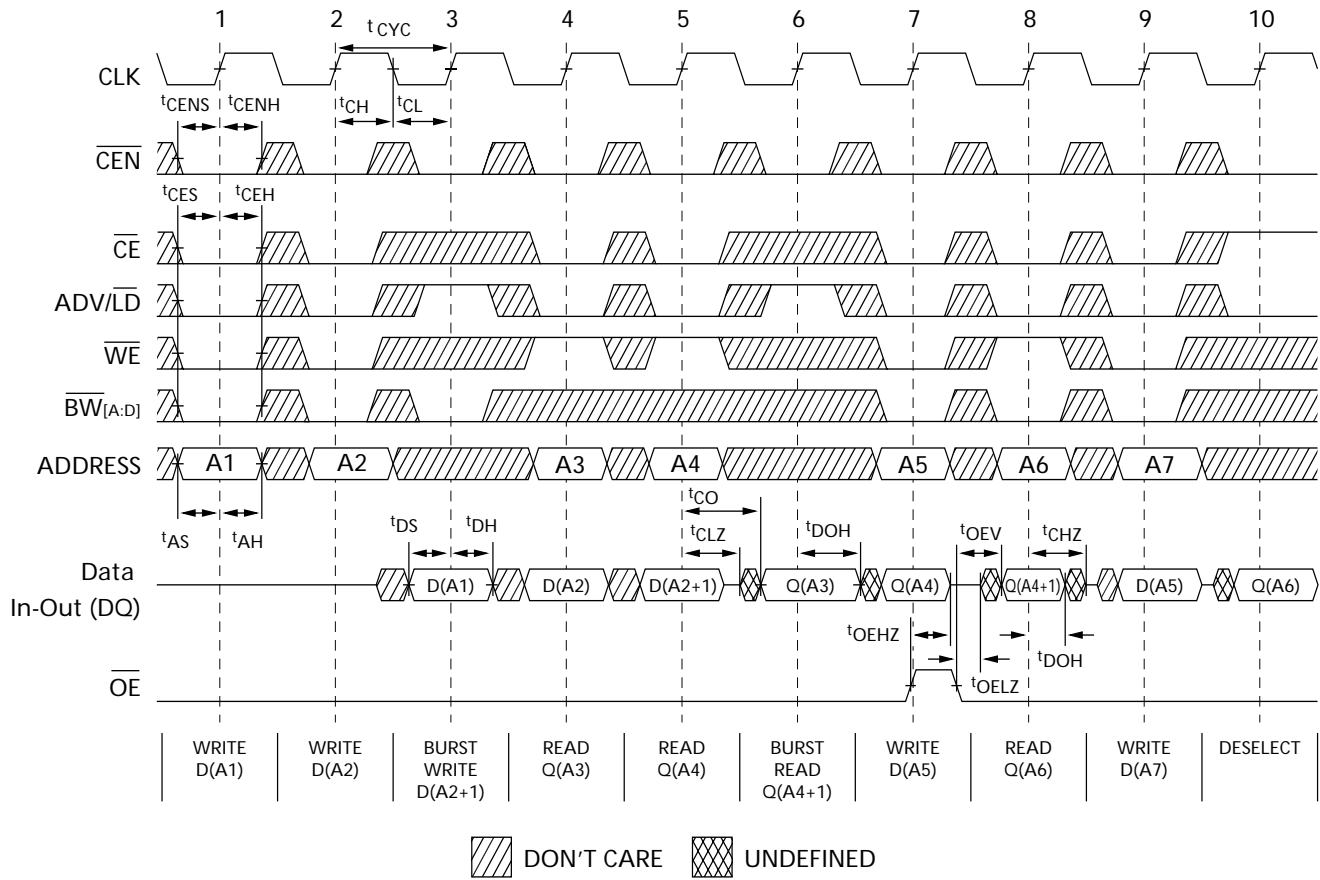 1 2 3 4 5 6 7 8 9 10
tCYC
CLK
tCENS tCENH tCH tCL
CEN
tCES tCEH
CE
ADV/LD
WE
BW[A:D]
ADDRESS A1 A2 A3 A4 A5 A6 A7
tCO
tAS tAH tDS tDH tCLZ tDOH tOEV tCHZ
Data
In-Out (DQ)
D(A1) D(A2) D(A2+1) Q(A3) Q(A4) Q(A4+1) D(A5) Q(A6)
tOEHZ tDOH
tOELZ
OE
WRITE
D(A1)
WRITE
D(A2)
BURST
WRITE
D(A2+1)
READ
Q(A3)
READ
Q(A4)
BURST
READ
Q(A4+1)
WRITE
D(A5)
READ
Q(A6)
WRITE
D(A7)
DESELECT
DON'T CARE UNDEFINED